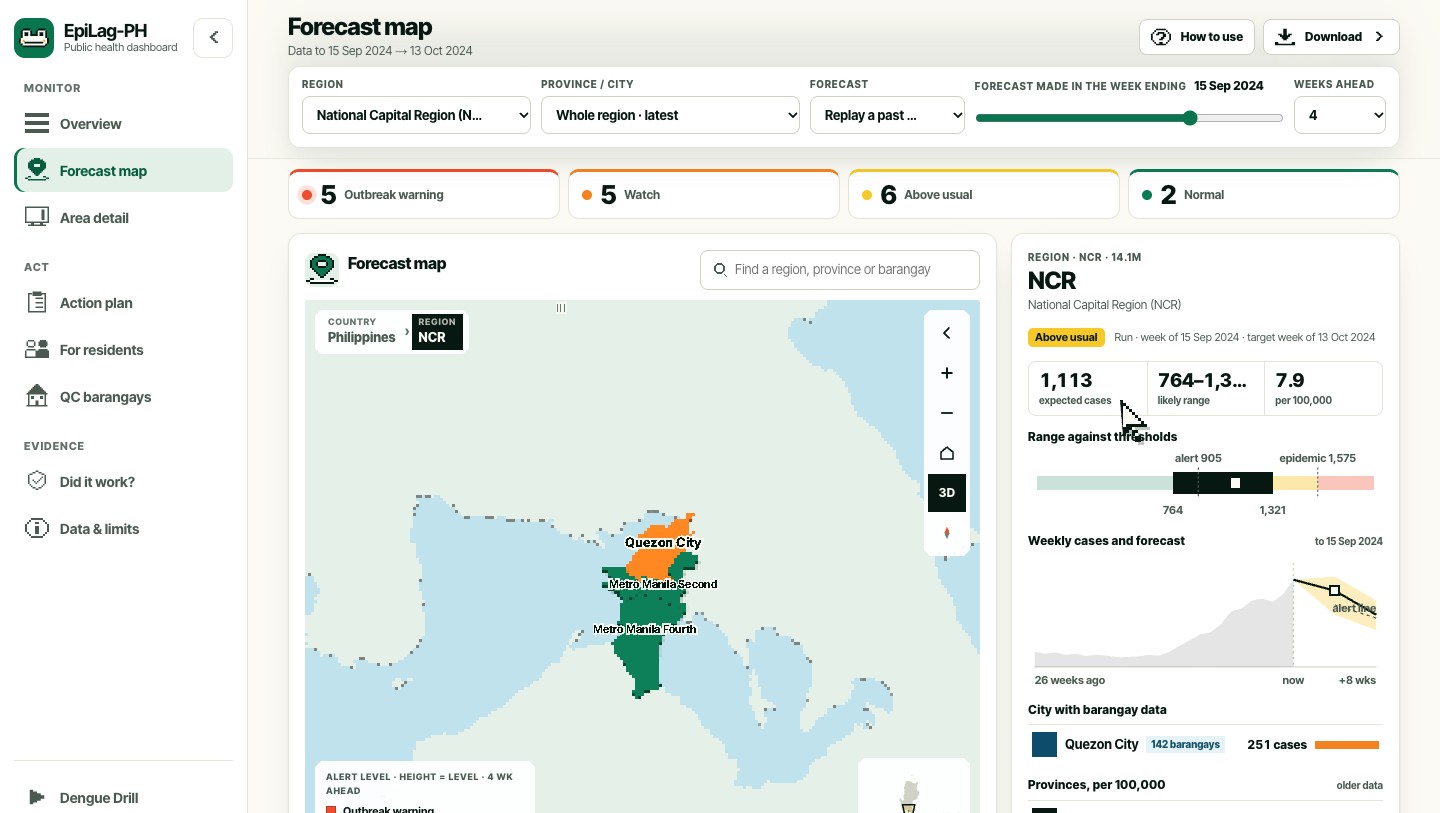 EpiLag-PH
Public health dashboard
MONITOR
Overview
Forecast map
Area detail
ACT
Action plan
For residents
QC barangays
EVIDENCE
Did it work?
Data & limits
Dengue Drill
Forecast map
Data to 15 Sep 2024 → 13 Oct 2024
How to use
Download
REGION
National Capital Region (N...
PROVINCE / CITY
Whole region · latest
FORECAST
Replay a past ...
FORECAST MADE IN THE WEEK ENDING 15 Sep 2024
WEEKS AHEAD
4
5 Outbreak warning
5 Watch
6 Above usual
2 Normal
Forecast map
Find a region, province or barangay
COUNTRY
Philippines
›
REGION
NCR
3D
Quezon City
Metro Manila Second
Metro Manila Fourth
ALERT LEVEL · HEIGHT = LEVEL · 4 WK
AHEAD
Outbreak warning
REGION · NCR · 14.1M
NCR
National Capital Region (NCR)
Above usual
Run · week of 15 Sep 2024 · target week of 13 Oct 2024
1,113
expected cases
764–1,3...
likely range
7.9
per 100,000
Range against thresholds
alert 905
epidemic 1,575
764
1,321
Weekly cases and forecast
to 15 Sep 2024
alert line
26 weeks ago
now
+8 wks
City with barangay data
Quezon City
142 barangays
251 cases
Provinces, per 100,000
older data